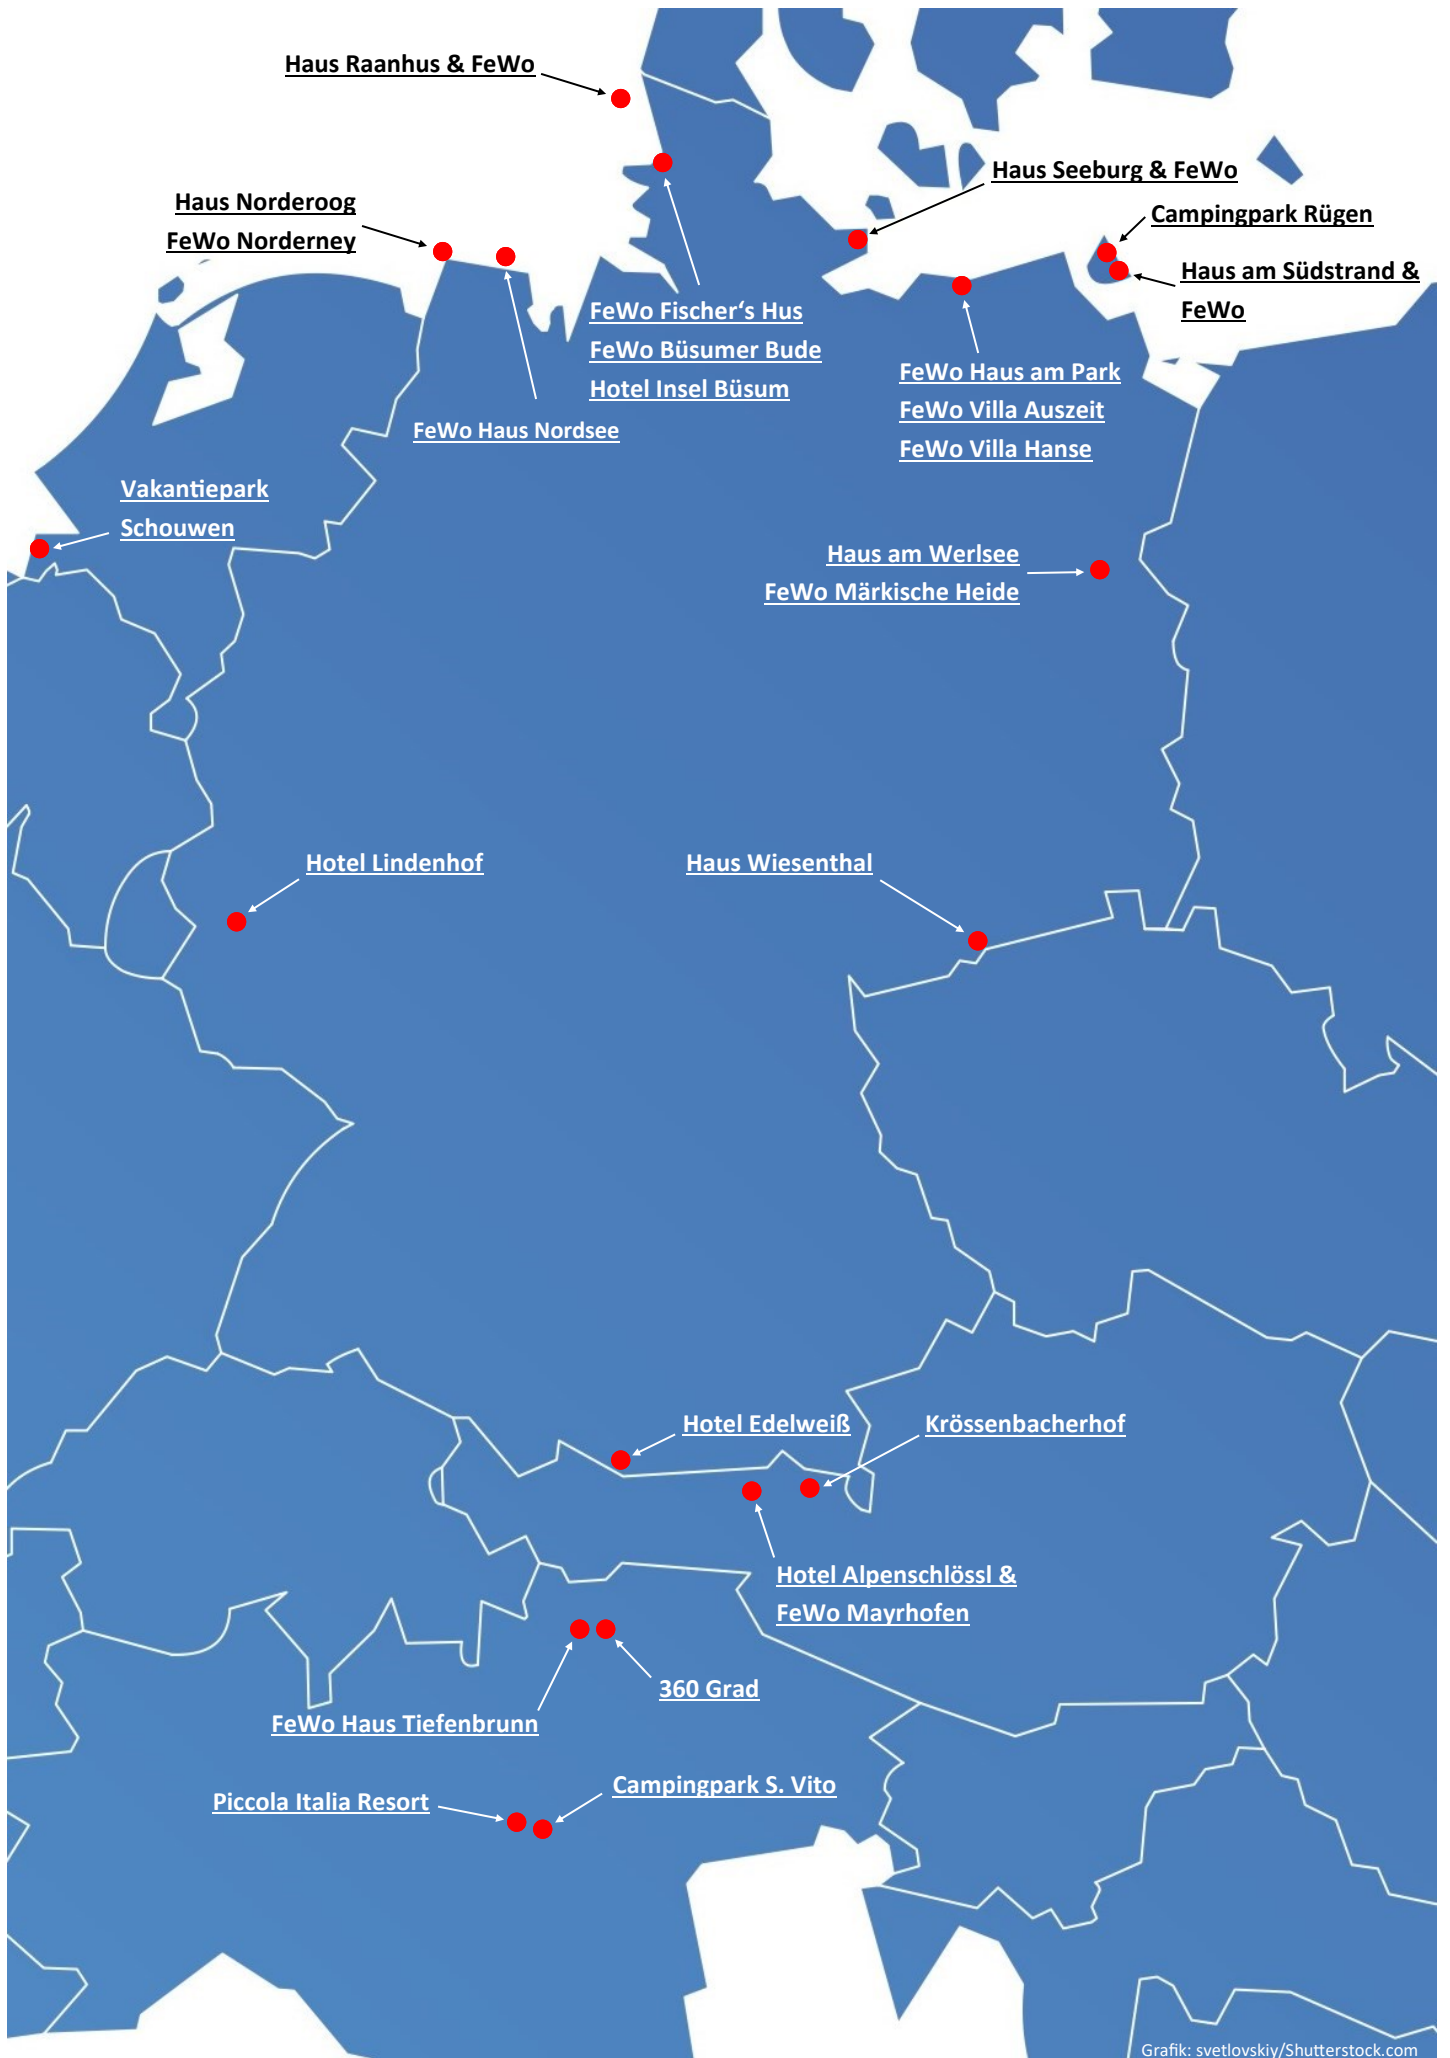 Haus Raanhus & FeWo
Haus Seeburg & FeWo
Haus Norderoog
FeWo Norderney
Campingpark Rügen
Haus am Südstrand &
FeWo
FeWo Fischer‘s Hus
FeWo Büsumer Bude
Hotel Insel Büsum
FeWo Haus am Park
FeWo Villa Auszeit
FeWo Villa Hanse
FeWo Haus Nordsee
Vakantiepark
Schouwen
Haus am Werlsee
FeWo Märkische Heide
Hotel Lindenhof
Haus Wiesenthal
Hotel Edelweiß
Krössenbacherhof
Hotel Alpenschlössl &
FeWo Mayrhofen
360 Grad
FeWo Haus Tiefenbrunn
Campingpark S. Vito
Piccola Italia Resort
Grafik: svetlovskiy/Shutterstock.com